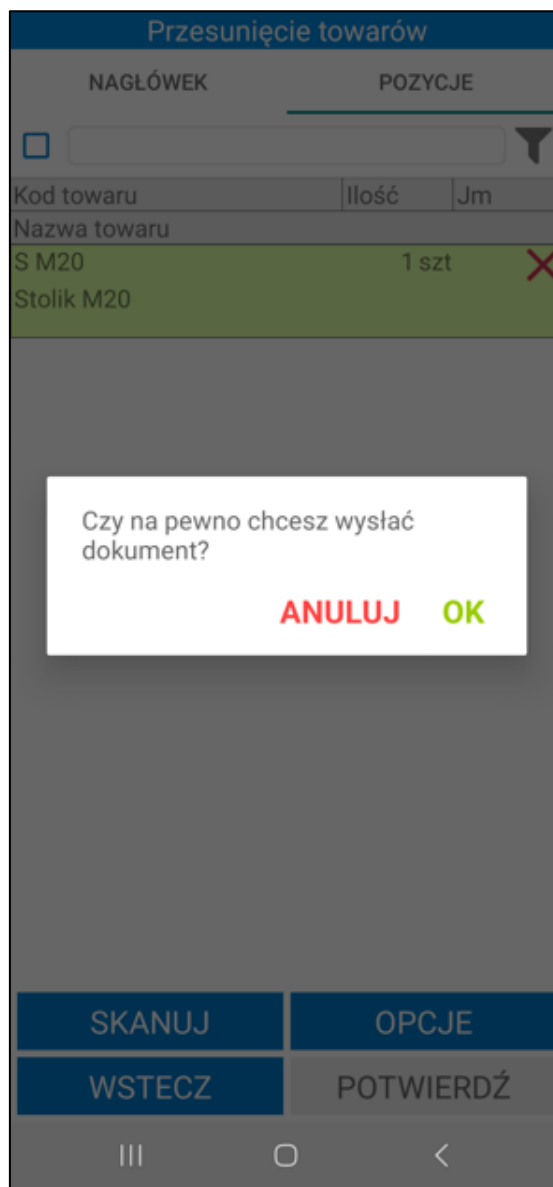 Przesunięcie towarów
NAGŁÓWEK POZYCJE
Kod towaru Ilość Jm
Nazwa towaru
S M20 1 szt
Stolik M20
Czy na pewno chcesz wysłać
dokument?
ANULUJ OK
SKANUJ OPCJE
WSTECZ POTWIERDŹ